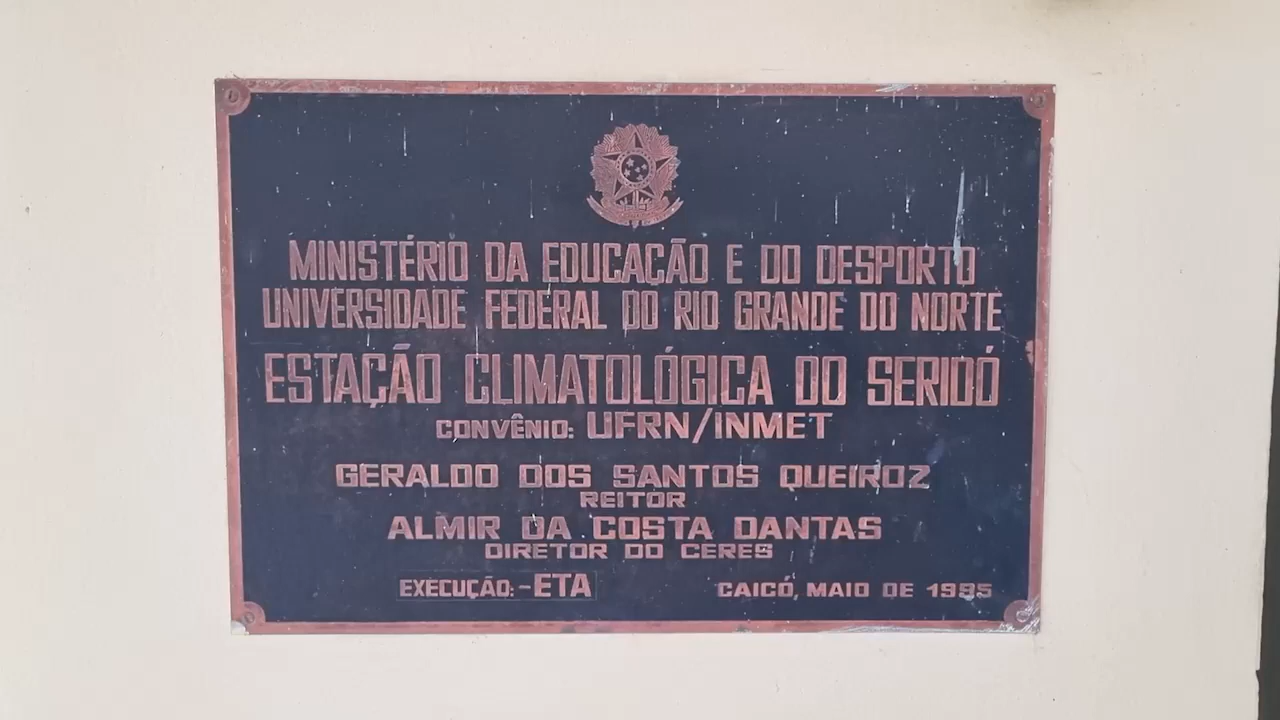 MINISTÉRIO DA EDUCAÇÃO E DO DESPORTO
UNIVERSIDADE FEDERAL DO RIO GRANDE DO NORTE
ESTAÇÃO CLIMATOLÓGICA DO SERIDÓ
CONVÊNIO: UFRN/INMET
GERALDO DOS SANTOS QUEIROZ
REITOR
ALMIR DA COSTA DANTAS
DIRETOR DO CERES
EXECUÇÃO:-ETA
CAICÓ, MAIO DE 1995